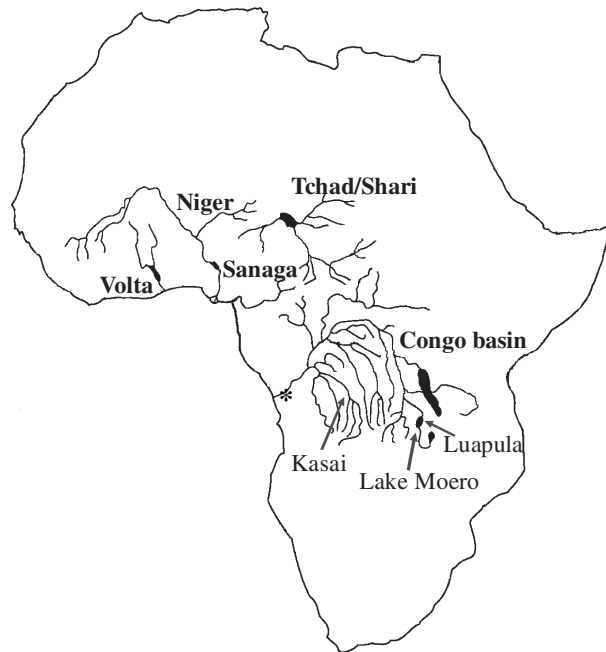 Tchad/Shari
Niger
Sanaga
Volta
Congo basin
*
Luapula
Kasai
Lake Moero